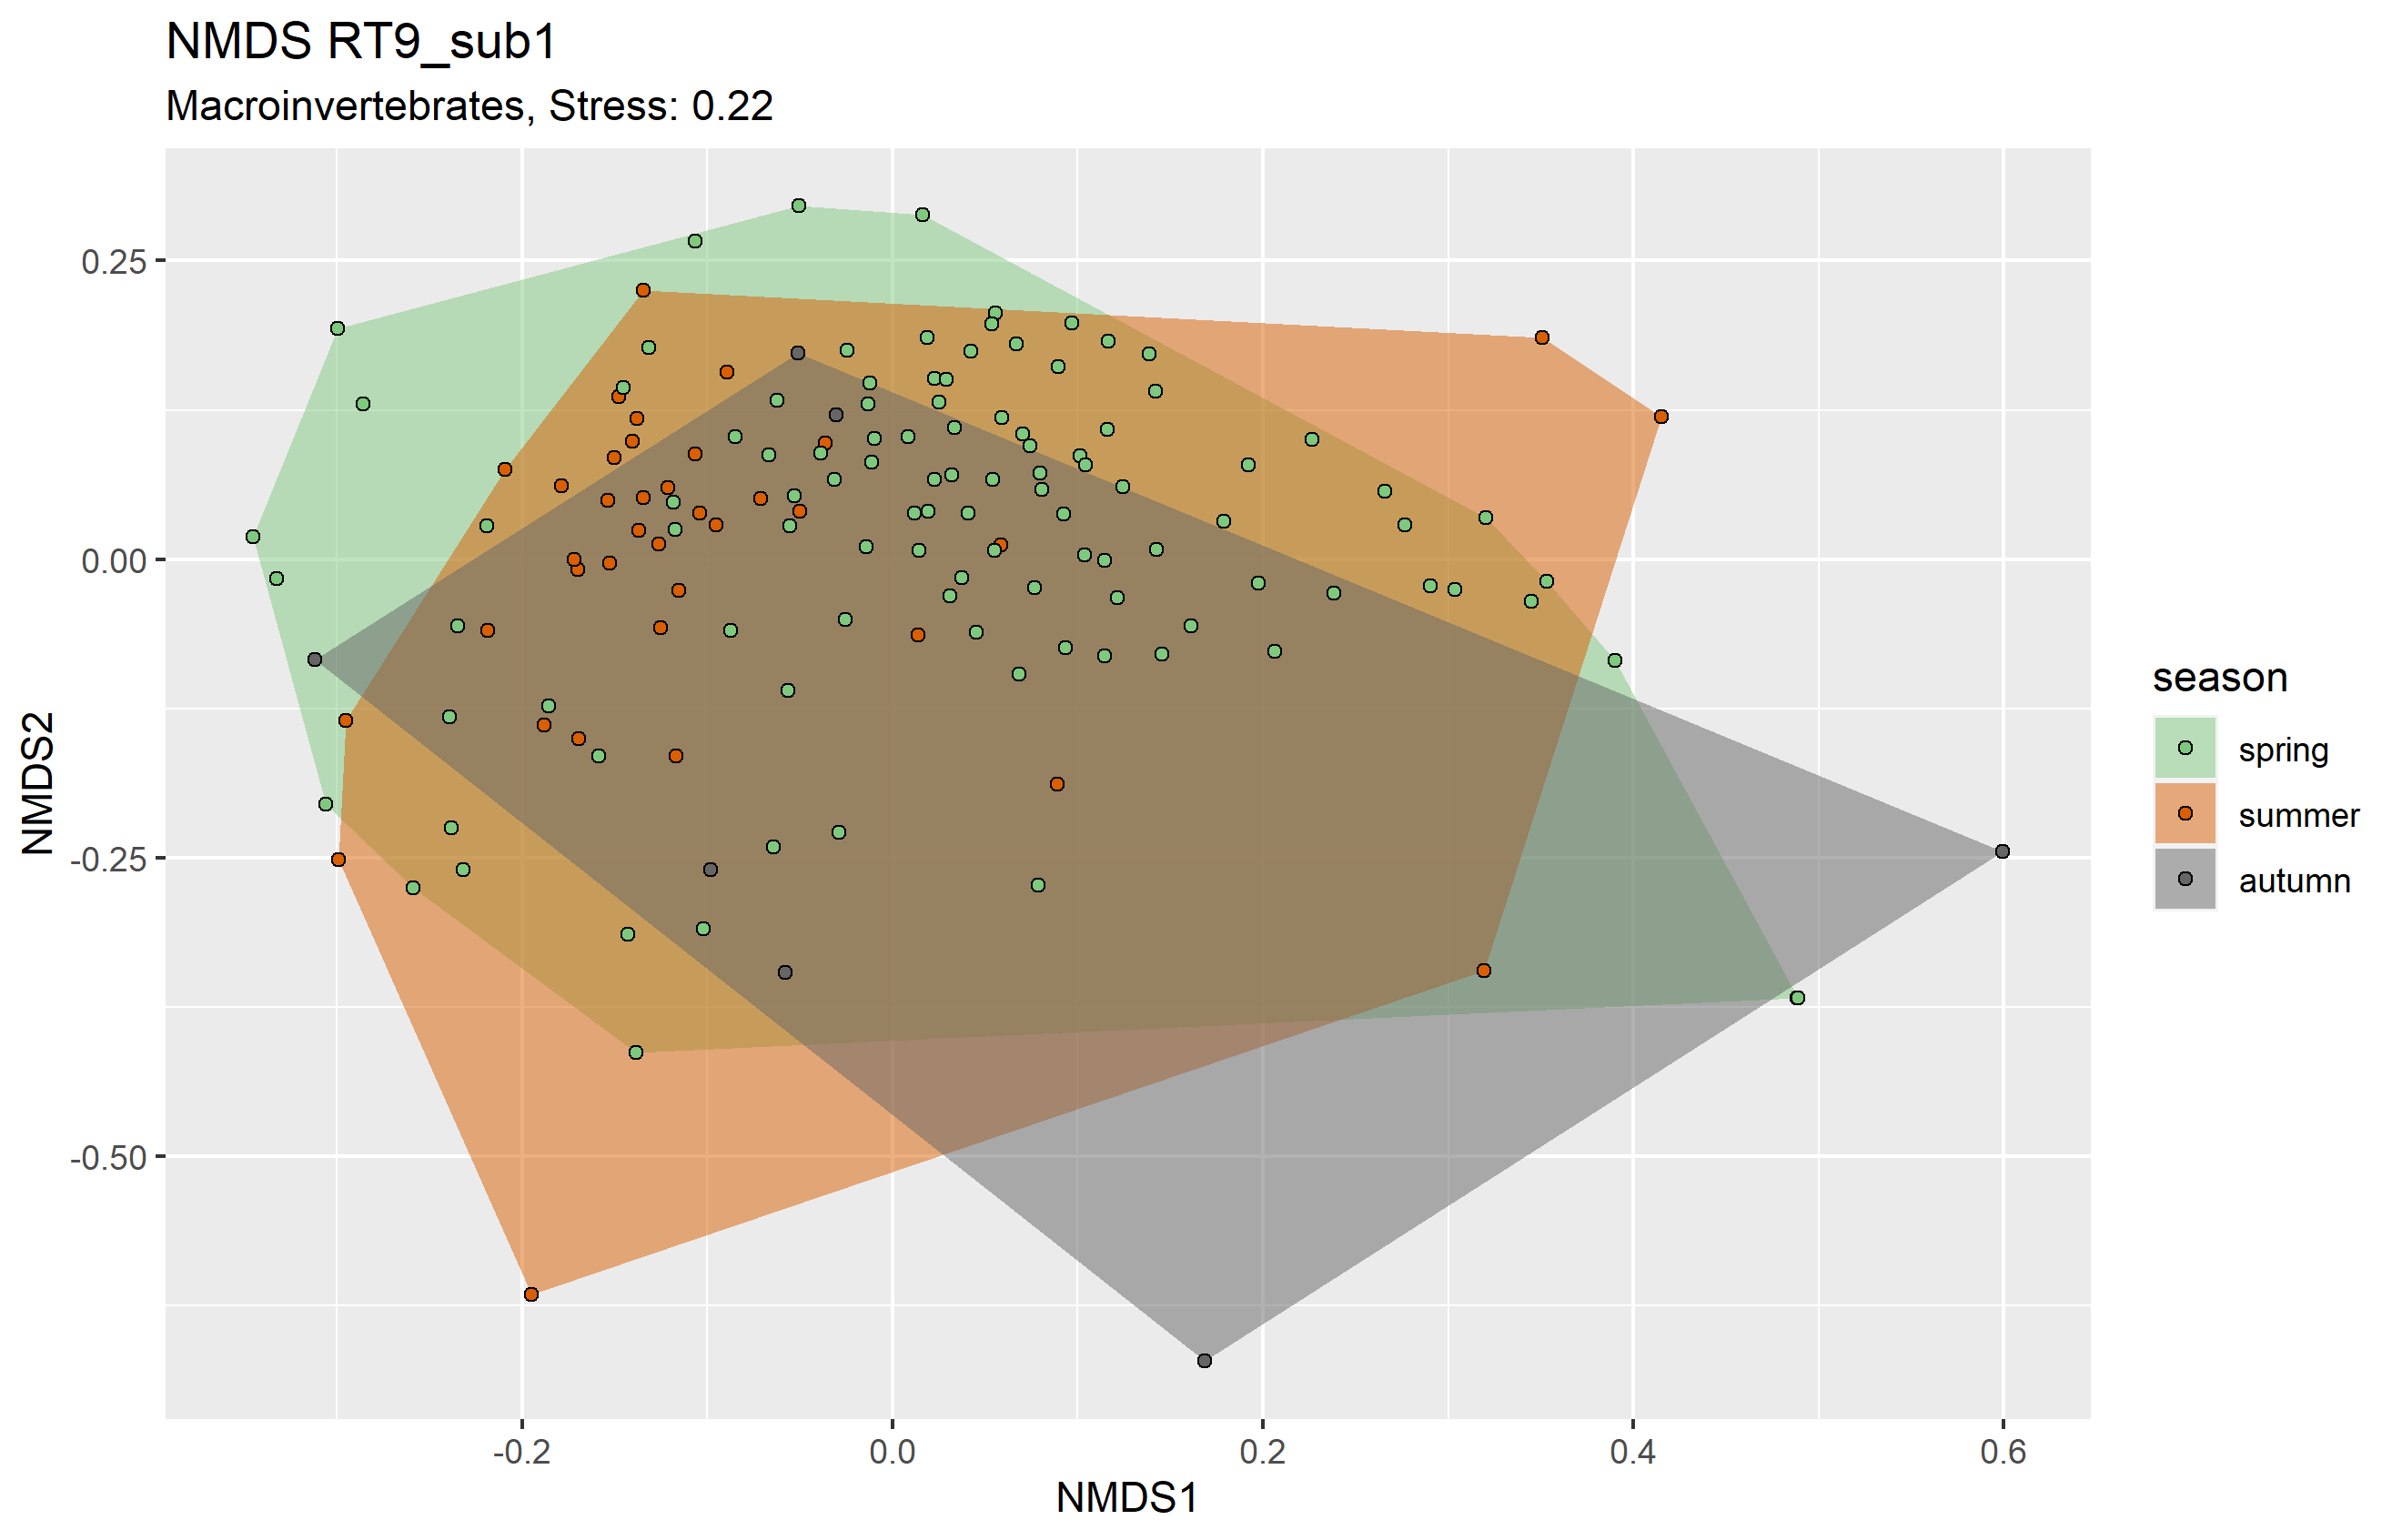 NMDS RT9_sub1
Macroinvertebrates, Stress: 0.22
NMDS2
0.25
0.00
-0.25
-0.50
-0.2
0.0
0.2
0.4
0.6
NMDS1
season
spring
summer
autumn